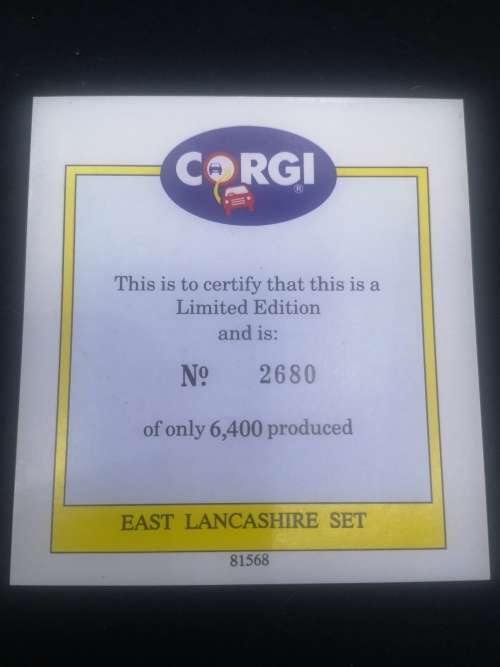 CORGI
®
This is to certify that this is a
Limited Edition
and is:
Nº 2680
of only 6,400 produced
EAST LANCASHIRE SET
81568